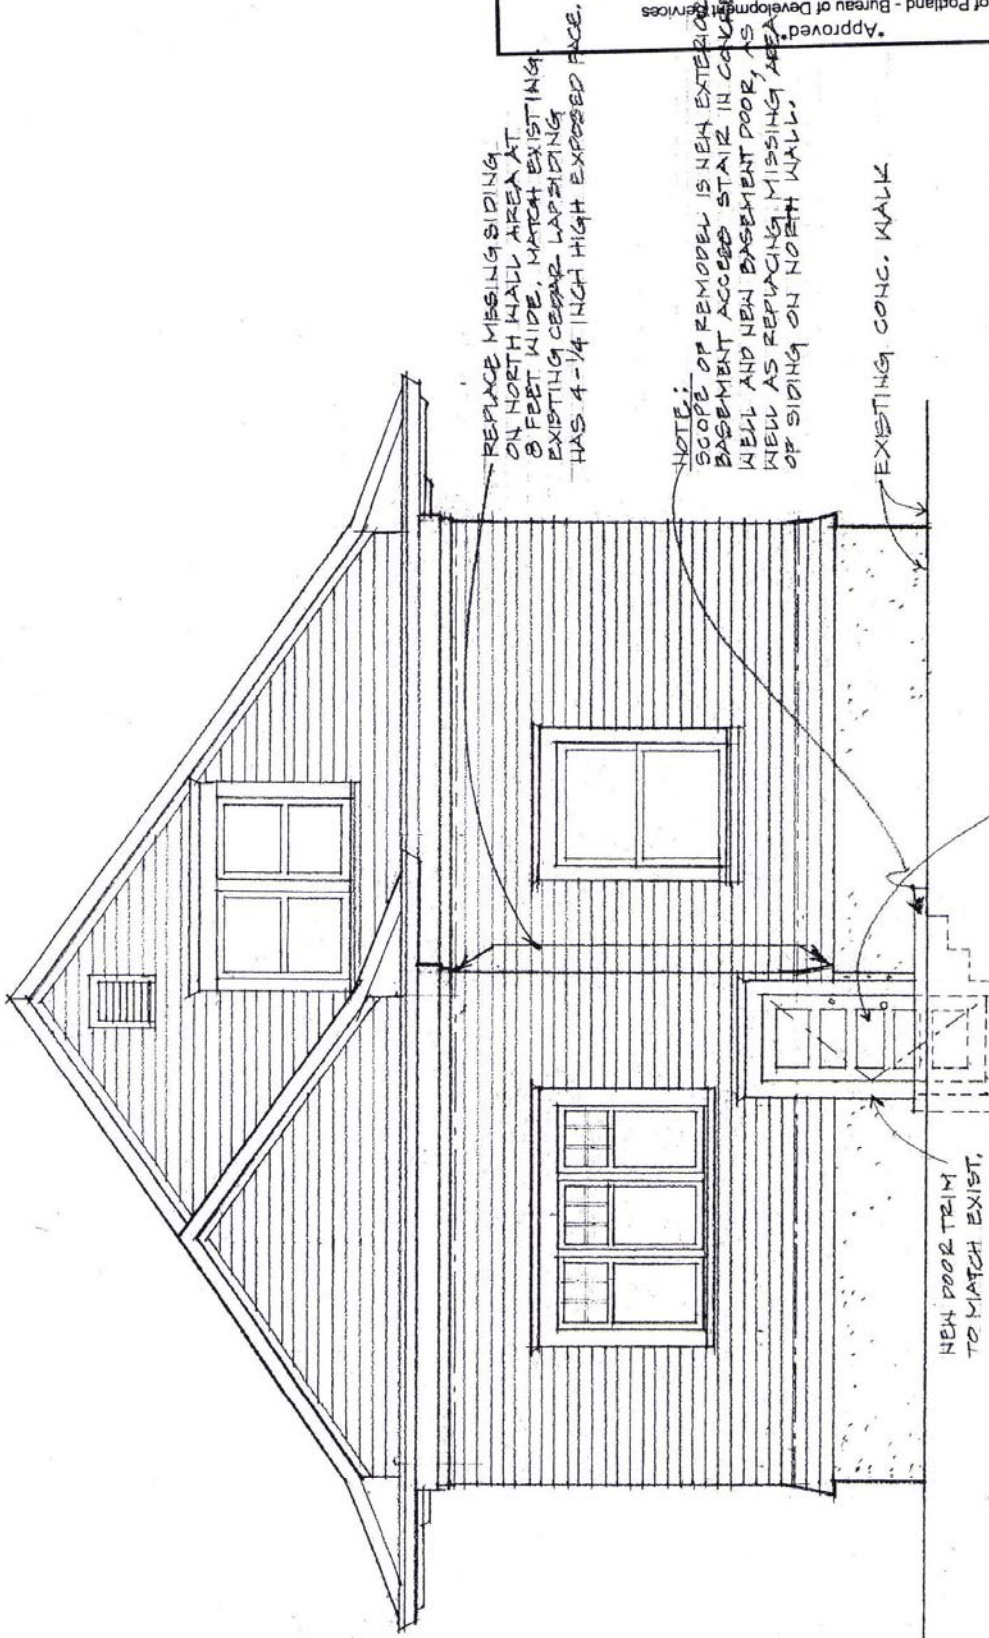 REPLACE MISSING SIDING
ON NORTH WALL AREA AT
8 FEET WIDE, MATCH EXISTING.
EXISTING CEDAR LAP SIDING
HAS 4-1/4 INCH HIGH EXPOSED FACE.
NOTE:
SCOPE OF REMODEL IS NEW EXTERIOR
BASEMENT ACCESS STAIR IN CONCRE
WELL AND NEW BASEMENT DOOR, AS
WELL AS REPLACING MISSING AREA
OF SIDING ON NORTH WALL.
EXISTING CONC. WALK
NEW DOOR TRIM
TO MATCH EXIST.
*Approved*
of Portland - Bureau of Development Services